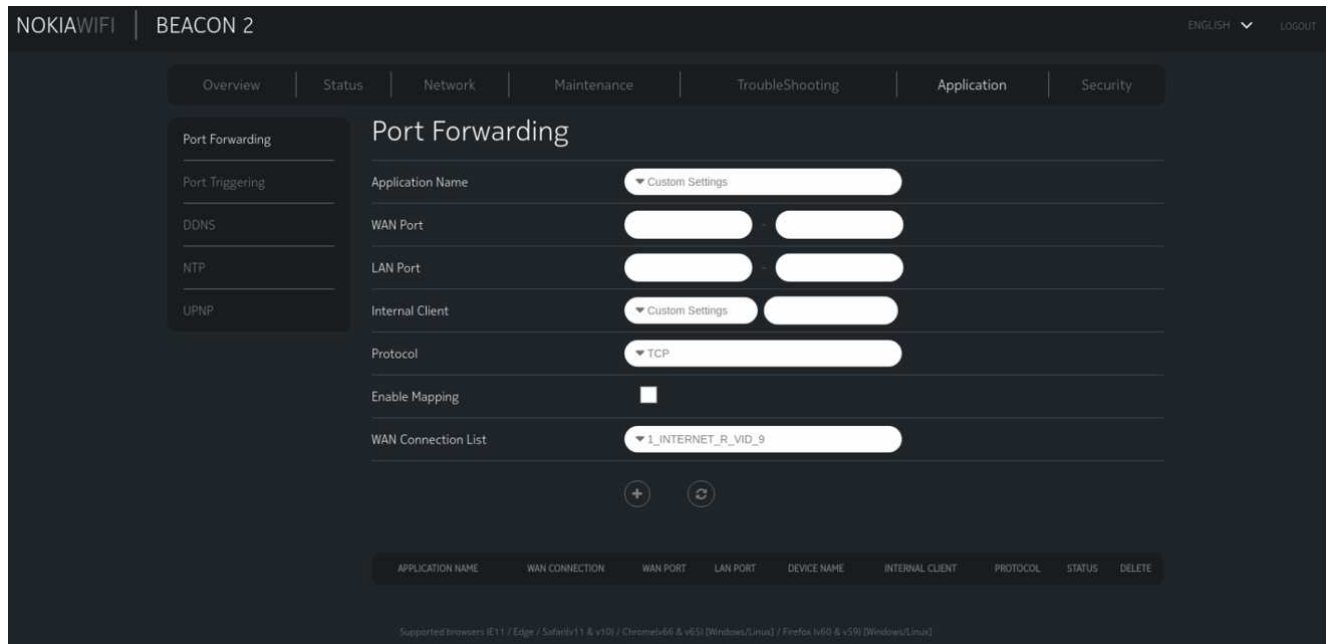 NOKIAWIFI BEACON 2 ENGLISH LOGOUT
Overview Status Network Maintenance TroubleShooting Application Security
Port Forwarding
Port Triggering
DDNS
NTP
UPNP
Port Forwarding
Application Name Custom Settings
WAN Port -
LAN Port -
Internal Client Custom Settings
Protocol TCP
Enable Mapping
WAN Connection List 1_INTERNET_R_VID_9
APPLICATION NAME WAN CONNECTION WAN PORT LAN PORT DEVICE NAME INTERNAL CLIENT PROTOCOL STATUS DELETE
Supported browsers IE11 / Edge / Safari(v11 & v10) / Chrome(v66 & v65) [Windows/Linux] / Firefox (v60 & v59) [Windows/Linux]